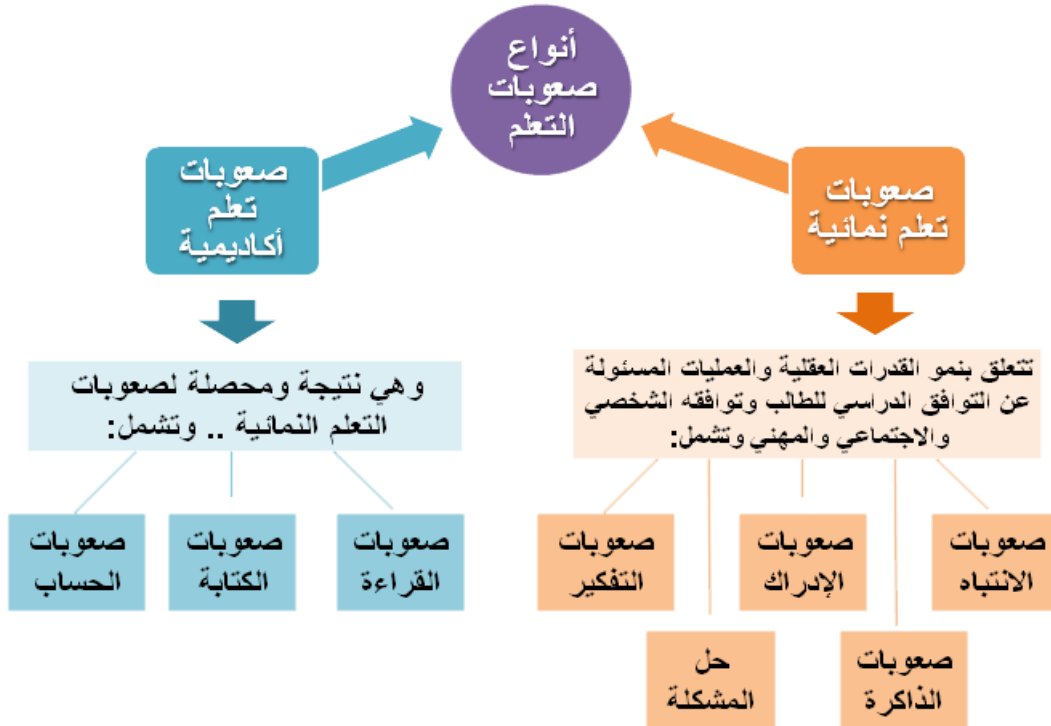 أنواع
صعوبات
التعلم
صعوبات
تعلم نمائية
صعوبات
تعلم
أكاديمية
تتعلق بنمو القدرات العقلية والعمليات المسئولة
عن التوافق الدراسي للطالب وتوافقه الشخصي
والاجتماعي والمهني وتشمل:
صعوبات
الانتباه
صعوبات
الذاكرة
صعوبات
الإدراك
حل
المشكلة
صعوبات
التفكير
وهي نتيجة ومحصلة لصعوبات
التعلم النمائية .. وتشمل:
صعوبات
القراءة
صعوبات
الكتابة
صعوبات
الحساب